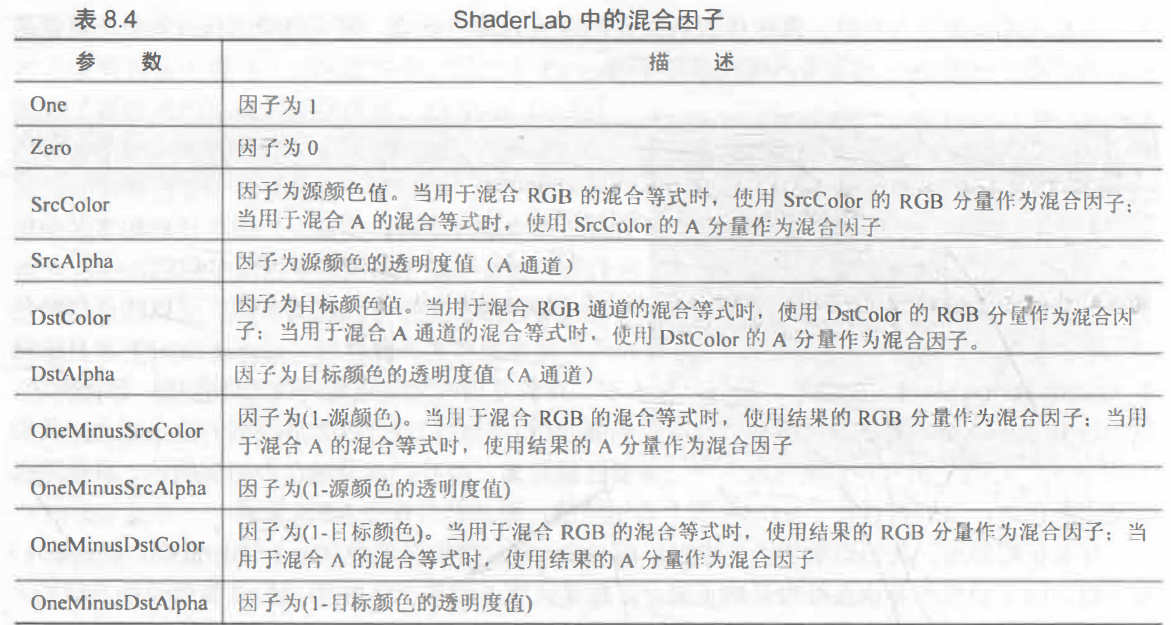 表 8.4 ShaderLab 中的混合因子
参 数 描 述
One 因子为 1
Zero 因子为 0
SrcColor 因子为源颜色值。当用于混合 RGB 的混合等式时，使用 SrcColor 的 RGB 分量作为混合因子；
当用于混合 A 的混合等式时，使用 SrcColor 的 A 分量作为混合因子
SrcAlpha 因子为源颜色的透明度值（A 通道）
DstColor 因子为目标颜色值。当用于混合 RGB 通道的混合等式时，使用 DstColor 的 RGB 分量作为混合因
子；当用于混合 A 通道的混合等式时，使用 DstColor 的 A 分量作为混合因子。
DstAlpha 因子为目标颜色的透明度值（A 通道）
OneMinusSrcColor 因子为(1-源颜色)。当用于混合 RGB 的混合等式时，使用结果的 RGB 分量作为混合因子；当用
于混合 A 的混合等式时，使用结果的 A 分量作为混合因子
OneMinusSrcAlpha 因子为(1-源颜色的透明度值)
OneMinusDstColor 因子为(1-目标颜色)。当用于混合 RGB 的混合等式时，使用结果的 RGB 分量作为混合因子；当
用于混合 A 的混合等式时，使用结果的 A 分量作为混合因子
OneMinusDstAlpha 因子为(1-目标颜色的透明度值)